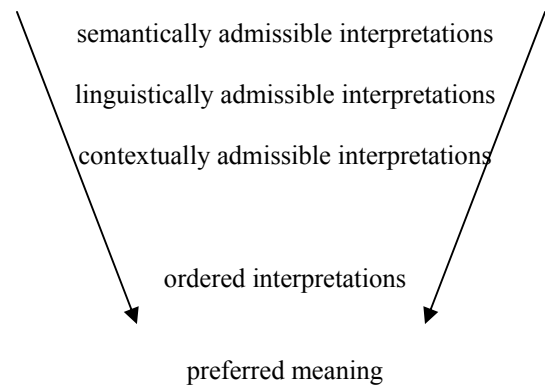 semantically admissible interpretations
linguistically admissible interpretations
contextually admissible interpretations
ordered interpretations
preferred meaning